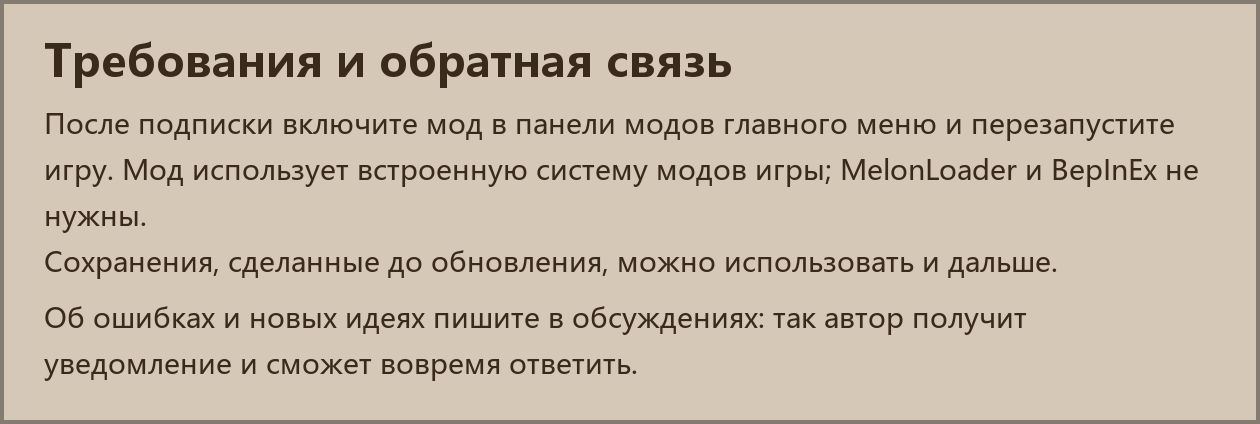 Требования и обратная связь
После подписки включите мод в панели модов главного меню и перезапустите
игру. Мод использует встроенную систему модов игры; MelonLoader и BepInEx не
нужны.
Сохранения, сделанные до обновления, можно использовать и дальше.
Об ошибках и новых идеях пишите в обсуждениях: так автор получит
уведомление и сможет вовремя ответить.